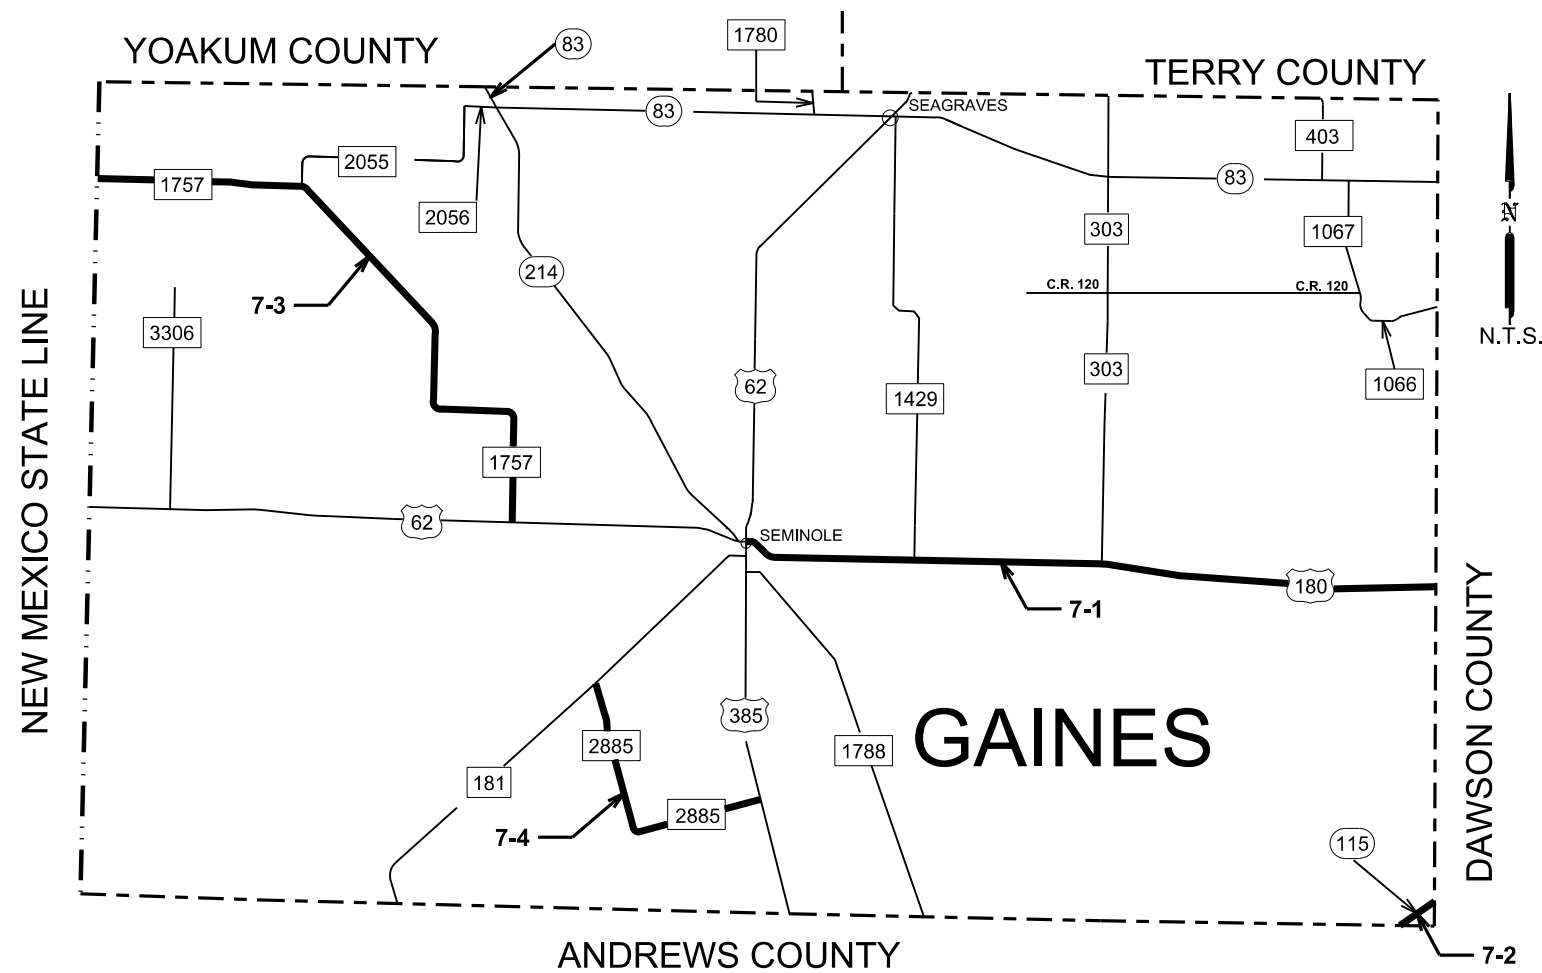 1780
83
YOAKUM COUNTY
TERRY COUNTY
SEAGRAVES
83
403
2055
1757
83
2056
303
1067
214
C.R. 120
C.R. 120
7-3
N
3306
N.T.S.
303
62
1066
1429
NEW MEXICO STATE LINE
1757
62
SEMINOLE
180
7-1
DAWSON COUNTY
385
GAINES
2885
1788
181
2885
7-4
115
ANDREWS COUNTY
7-2